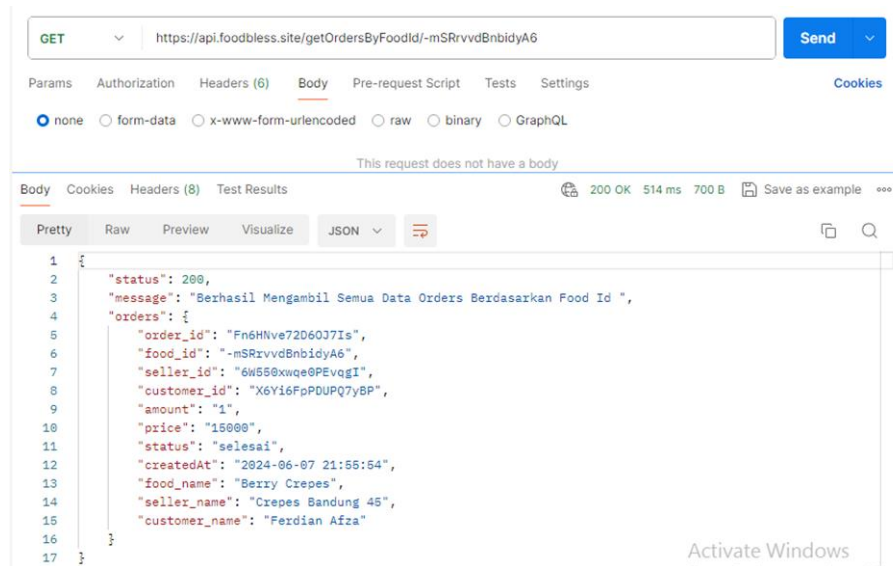 GET https://api.foodbless.site/getOrdersByFoodId/-mSRrvvdBnbidyA6 Send
Params Authorization Headers (6) Body Pre-request Script Tests Settings Cookies
none form-data x-www-form-urlencoded raw binary GraphQL
This request does not have a body
Body Cookies Headers (8) Test Results 200 OK 514 ms 700 B Save as example
Pretty Raw Preview Visualize JSON
1 {
2 "status": 200,
3 "message": "Berhasil Mengambil Semua Data Orders Berdasarkan Food Id ",
4 "orders": {
5 "order_id": "Fn6HNve72D6OJ7Is",
6 "food_id": "-mSRrvvdBnbidyA6",
7 "seller_id": "6W550xwqe0PEvqgI",
8 "customer_id": "X6Yi6FpPDUPQ7yBP",
9 "amount": "1",
10 "price": "15000",
11 "status": "selesai",
12 "createdAt": "2024-06-07 21:55:54",
13 "food_name": "Berry Crepes",
14 "seller_name": "Crepes Bandung 45",
15 "customer_name": "Ferdian Afza"
16 }
17 }
Activate Windows